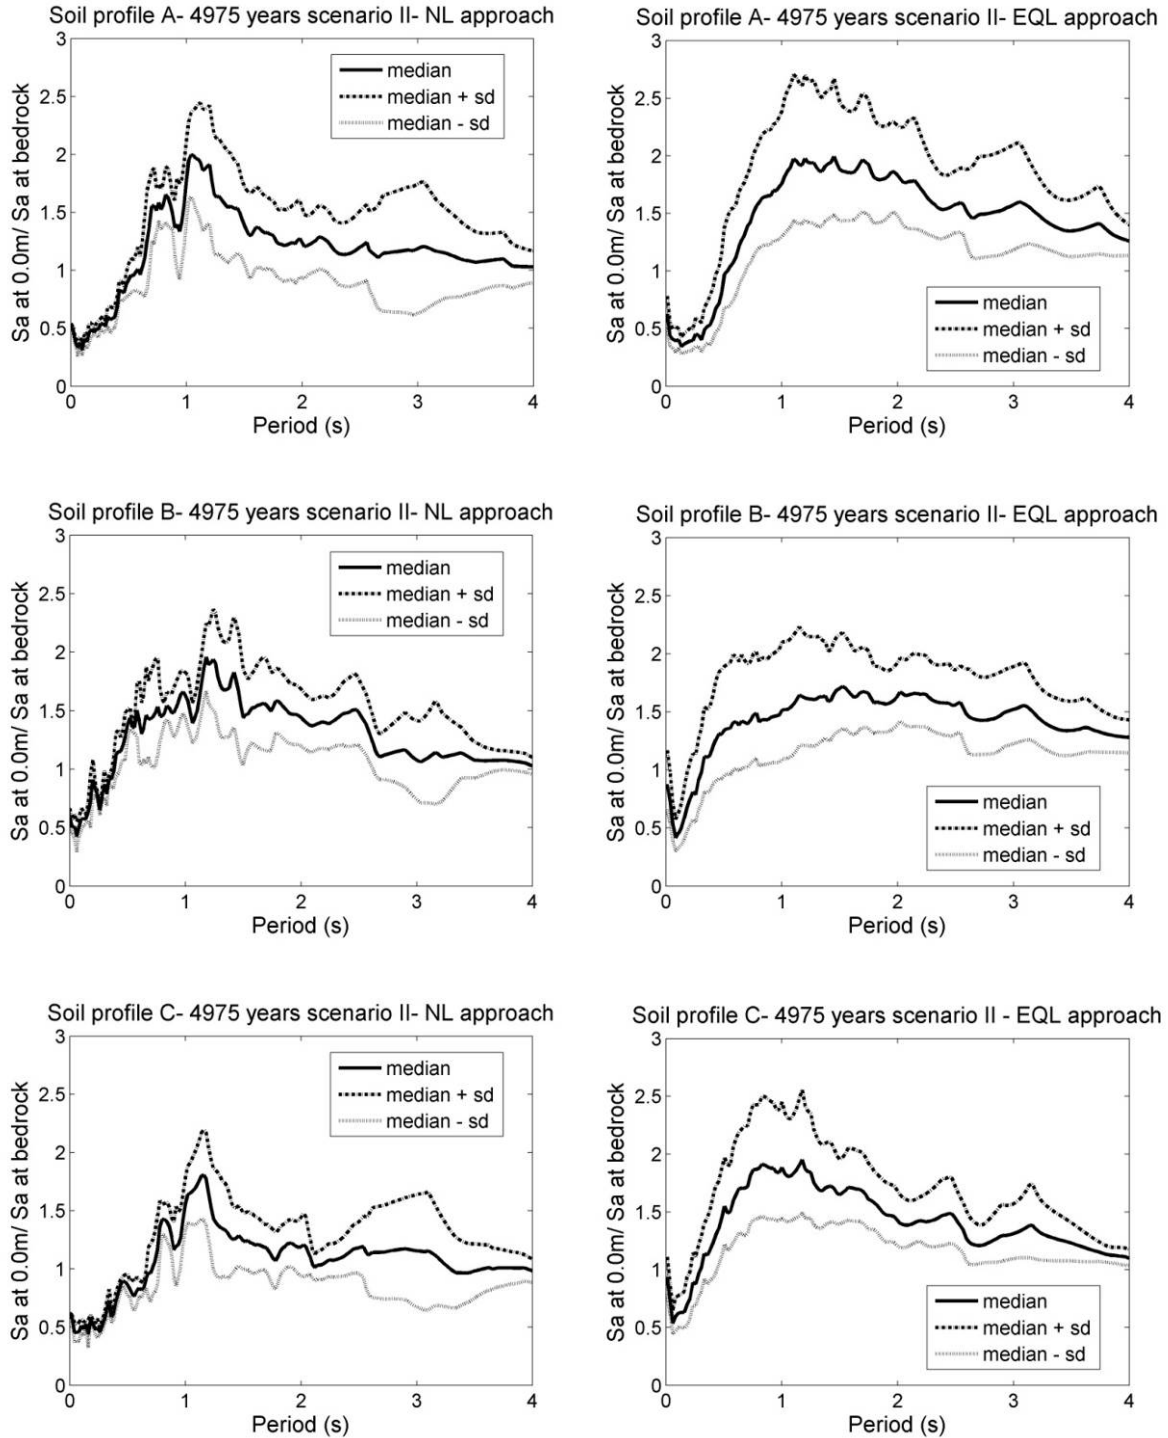 Soil profile A- 4975 years scenario II- NL approach
Sa at 0.0m/ Sa at bedrock
3
2.5
2
1.5
1
0.5
0
median
median + sd
median - sd
0 1 2 3 4
Period (s)
Soil profile A- 4975 years scenario II- EQL approach
Sa at 0.0m/ Sa at bedrock
3
2.5
2
1.5
1
0.5
0
median
median + sd
median - sd
0 1 2 3 4
Period (s)
Soil profile B- 4975 years scenario II- NL approach
Sa at 0.0m/ Sa at bedrock
3
2.5
2
1.5
1
0.5
0
median
median + sd
median - sd
0 1 2 3 4
Period (s)
Soil profile B- 4975 years scenario II- EQL approach
Sa at 0.0m/ Sa at bedrock
3
2.5
2
1.5
1
0.5
0
median
median + sd
median - sd
0 1 2 3 4
Period (s)
Soil profile C- 4975 years scenario II- NL approach
Sa at 0.0m/ Sa at bedrock
3
2.5
2
1.5
1
0.5
0
median
median + sd
median - sd
0 1 2 3 4
Period (s)
Soil profile C- 4975 years scenario II - EQL approach
Sa at 0.0m/ Sa at bedrock
3
2.5
2
1.5
1
0.5
0
median
median + sd
median - sd
0 1 2 3 4
Period (s)